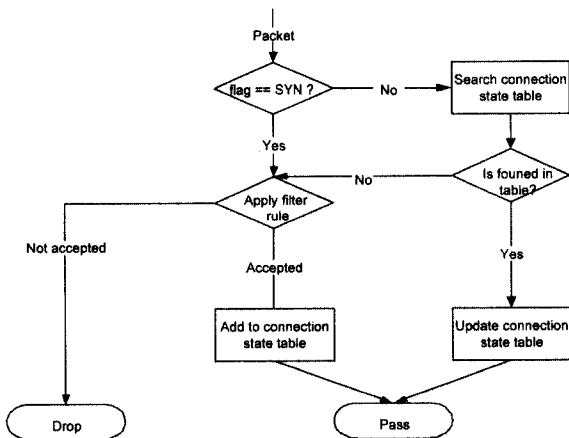 Packet
flag == SYN ?
No
Search connection
state table
Yes
No
Is founed in
table?
Apply filter
rule
Not accepted
Accepted
Yes
Add to connection
state table
Update connection
state table
Drop
Pass